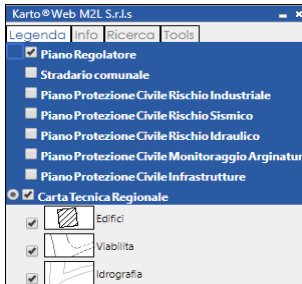 Karto®Web M2L S.r.l.s
Legenda Info Ricerca Tools
Piano Regolatore
Stradario comunale
Piano Protezione Civile Rischio Industriale
Piano Protezione Civile Rischio Sismico
Piano Protezione Civile Rischio Idraulico
Piano Protezione Civile Monitoraggio Arginatur
Piano Protezione Civile Infrastrutture
Carta Tecnica Regionale
Edifici
Viabilita
Idrografia